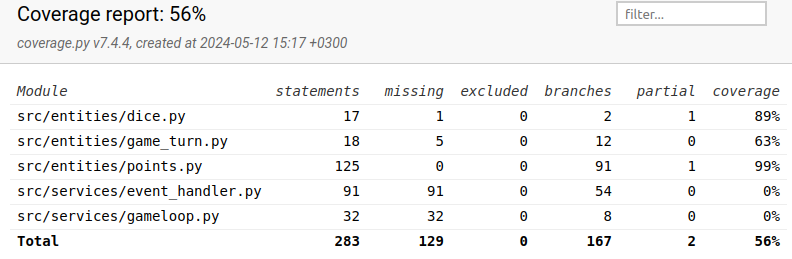 Coverage report: 56%
filter...
coverage.py v7.4.4, created at 2024-05-12 15:17 +0300
Module statements missing excluded branches partial coverage
src/entities/dice.py 17 1 0 2 1 89%
src/entities/game_turn.py 18 5 0 12 0 63%
src/entities/points.py 125 0 0 91 1 99%
src/services/event_handler.py 91 91 0 54 0 0%
src/services/gameloop.py 32 32 0 8 0 0%
Total 283 129 0 167 2 56%